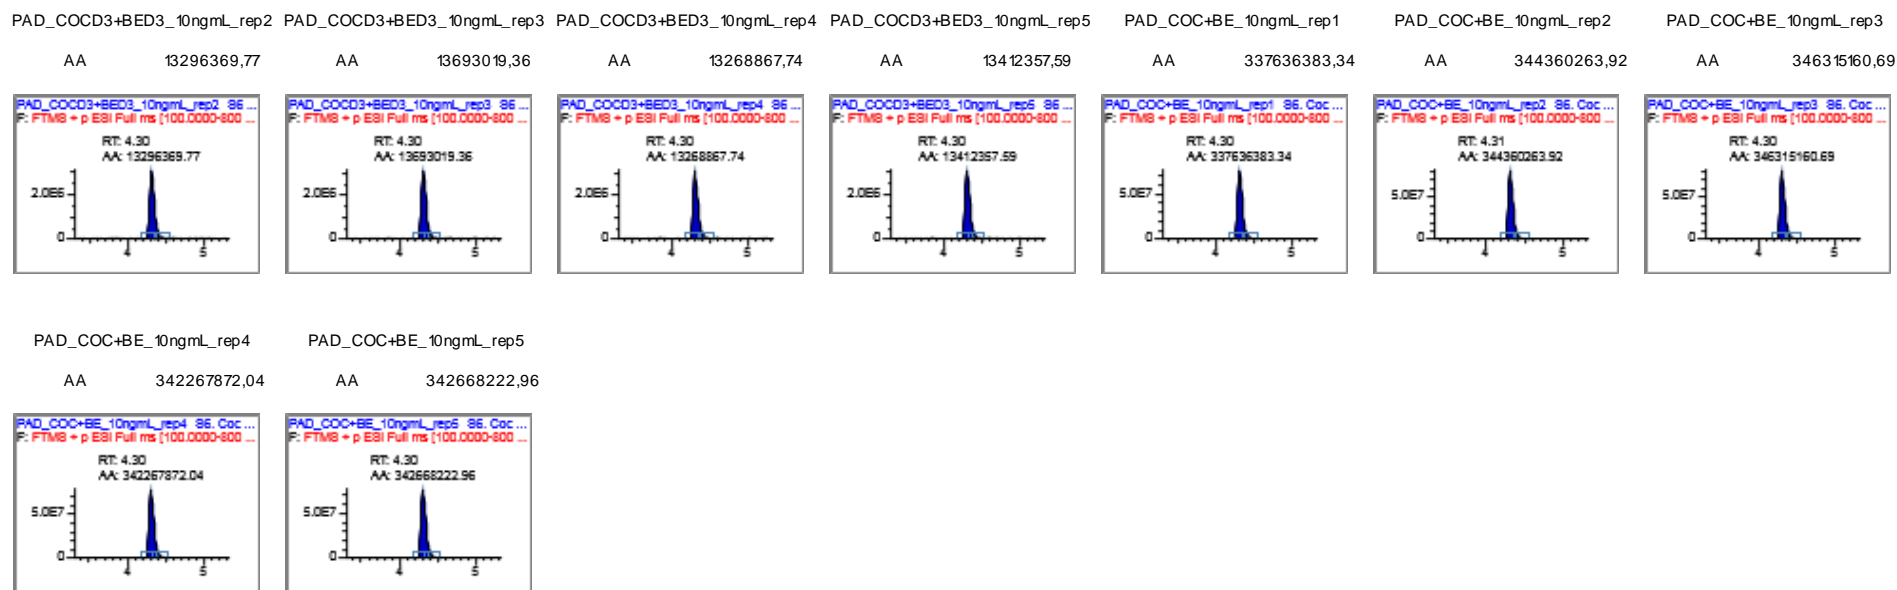 PAD_COCD3+BED3_10ngmL_rep2 PAD_COCD3+BED3_10ngmL_rep3 PAD_COCD3+BED3_10ngmL_rep4 PAD_COCD3+BED3_10ngmL_rep5 PAD_COC+BE_10ngmL_rep1 PAD_COC+BE_10ngmL_rep2 PAD_COC+BE_10ngmL_rep3
AA 13296369,77 AA 13693019,36 AA 13268867,74 AA 13412357,59 AA 337636383,34 AA 344360263,92 AA 346315160,69
PAD_COCD3+BED3_10ngmL_rep2 86 ...
F: FTMS + p ESI Full ms [100.0000-800 ...
RT: 4.30
AA: 13296369.77
2.0E6
0
4 5
PAD_COCD3+BED3_10ngmL_rep3 86 ...
F: FTMS + p ESI Full ms [100.0000-800 ...
RT: 4.30
AA: 13693019.36
2.0E6
0
4 5
PAD_COCD3+BED3_10ngmL_rep4 86 ...
F: FTMS + p ESI Full ms [100.0000-800 ...
RT: 4.30
AA: 13268867.74
2.0E6
0
4 5
PAD_COCD3+BED3_10ngmL_rep5 86 ...
F: FTMS + p ESI Full ms [100.0000-800 ...
RT: 4.30
AA: 13412357.59
2.0E6
0
4 5
PAD_COC+BE_10ngmL_rep1 86. Coc ...
F: FTMS + p ESI Full ms [100.0000-800 ...
RT: 4.30
AA: 337636383.34
5.0E7
0
4 5
PAD_COC+BE_10ngmL_rep2 86. Coc ...
F: FTMS + p ESI Full ms [100.0000-800 ...
RT: 4.31
AA: 344360263.92
5.0E7
0
4 5
PAD_COC+BE_10ngmL_rep3 86. Coc ...
F: FTMS + p ESI Full ms [100.0000-800 ...
RT: 4.30
AA: 346315160.69
5.0E7
0
4 5
PAD_COC+BE_10ngmL_rep4 PAD_COC+BE_10ngmL_rep5
AA 342267872,04 AA 342668222,96
PAD_COC+BE_10ngmL_rep4 86. Coc ...
F: FTMS + p ESI Full ms [100.0000-800 ...
RT: 4.30
AA: 342267872.04
5.0E7
0
4 5
PAD_COC+BE_10ngmL_rep5 86. Coc ...
F: FTMS + p ESI Full ms [100.0000-800 ...
RT: 4.30
AA: 342668222.96
5.0E7
0
4 5